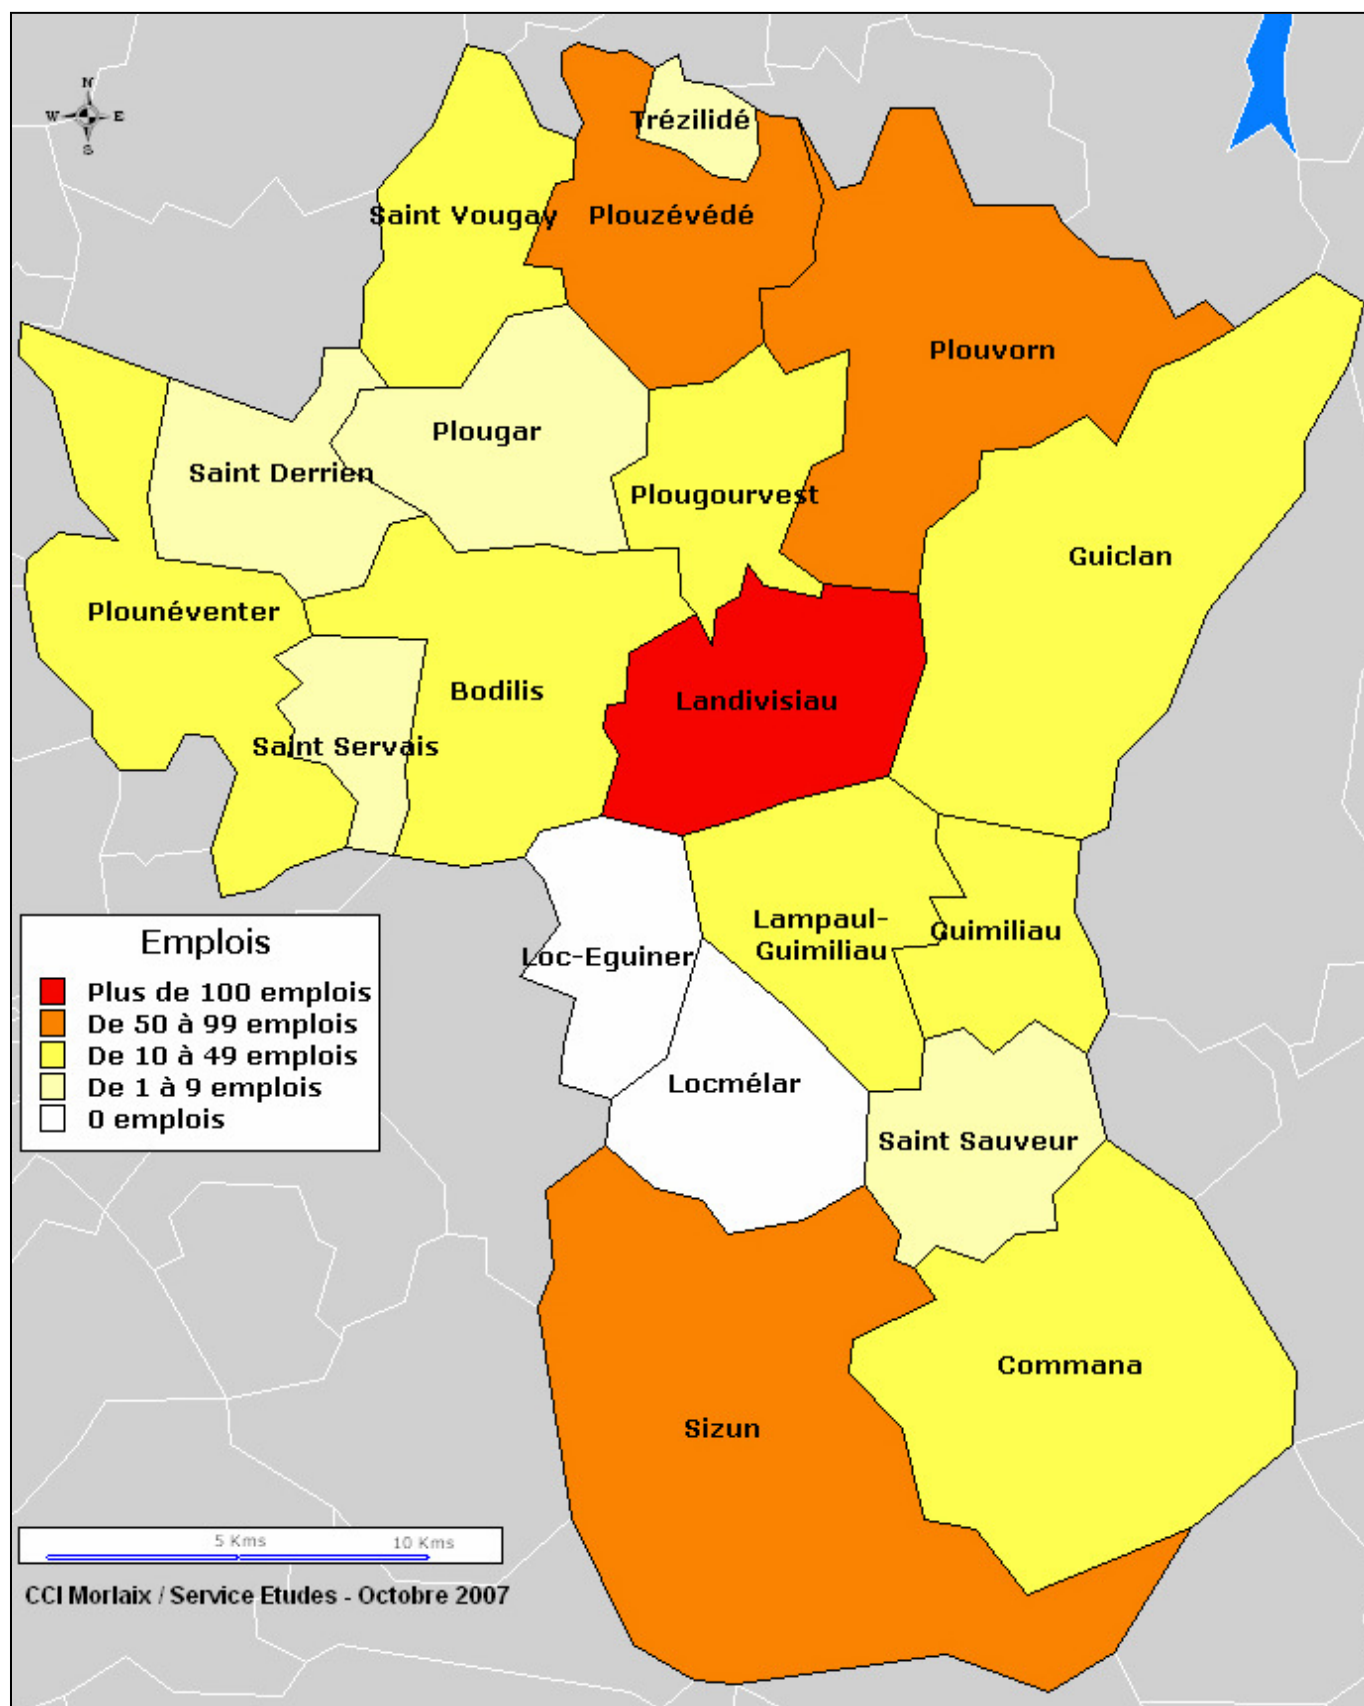 N
W E
S
Trézilidé
Saint Vougay
Plouzévédé
Plouvorn
Plougar
Saint Derrien
Plougourvest
Guiclan
Plounéventer
Bodilis
Landivisiau
Saint Servais
Lampaul-
Guimiliau
Guimiliau
Loc-Eguiner
Locmélar
Saint Sauveur
Commana
Sizun
Emplois
Plus de 100 emplois
De 50 à 99 emplois
De 10 à 49 emplois
De 1 à 9 emplois
0 emplois
5 Kms 10 Kms
CCI Morlaix / Service Etudes - Octobre 2007